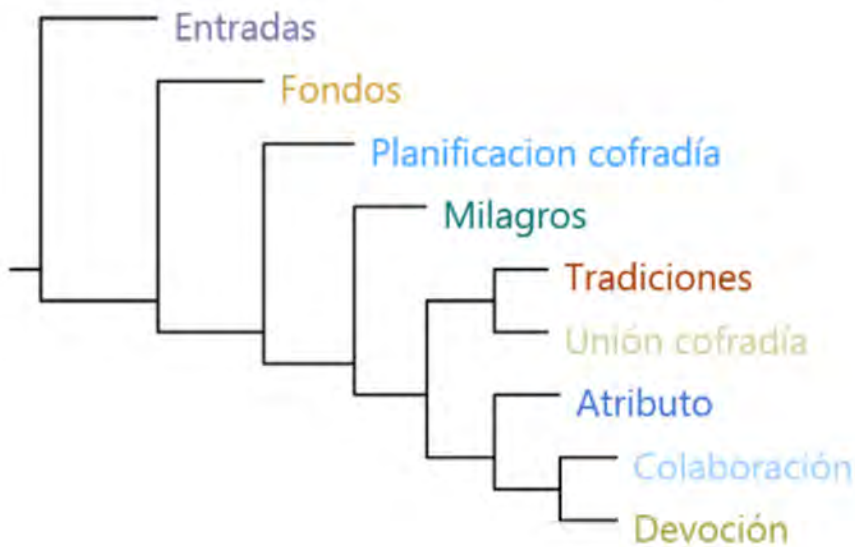 Entradas
Fondos
Planificacion cofradía
Milagros
Tradiciones
Unión cofradía
Atributo
Colaboración
Devoción